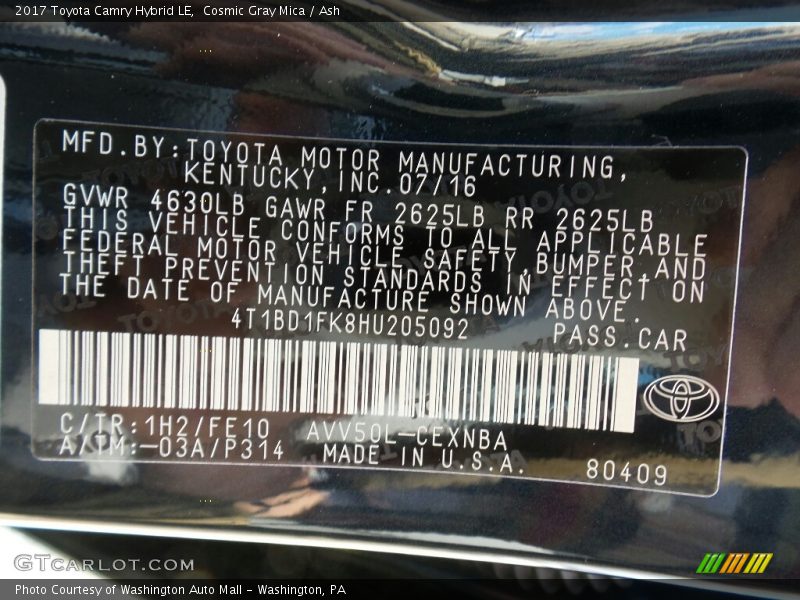 2017 Toyota Camry Hybrid LE, Cosmic Gray Mica / Ash
MFD.BY:TOYOTA MOTOR MANUFACTURING,
KENTUCKY,INC.07/16
GVWR 4630LB GAWR FR 2625LB RR 2625LB
THIS VEHICLE CONFORMS TO ALL APPLICABLE
FEDERAL MOTOR VEHICLE SAFETY,BUMPER,AND
THEFT PREVENTION STANDARDS IN EFFECT ON
THE DATE OF MANUFACTURE SHOWN ABOVE.
4T1BD1FK8HU205092 PASS.CAR
C/TR:1H2/FE10 AVV50L-CEXNBA
A/TM:-03A/P314 MADE IN U.S.A. 80409
GTCARLOT.COM
Photo Courtesy of Washington Auto Mall - Washington, PA